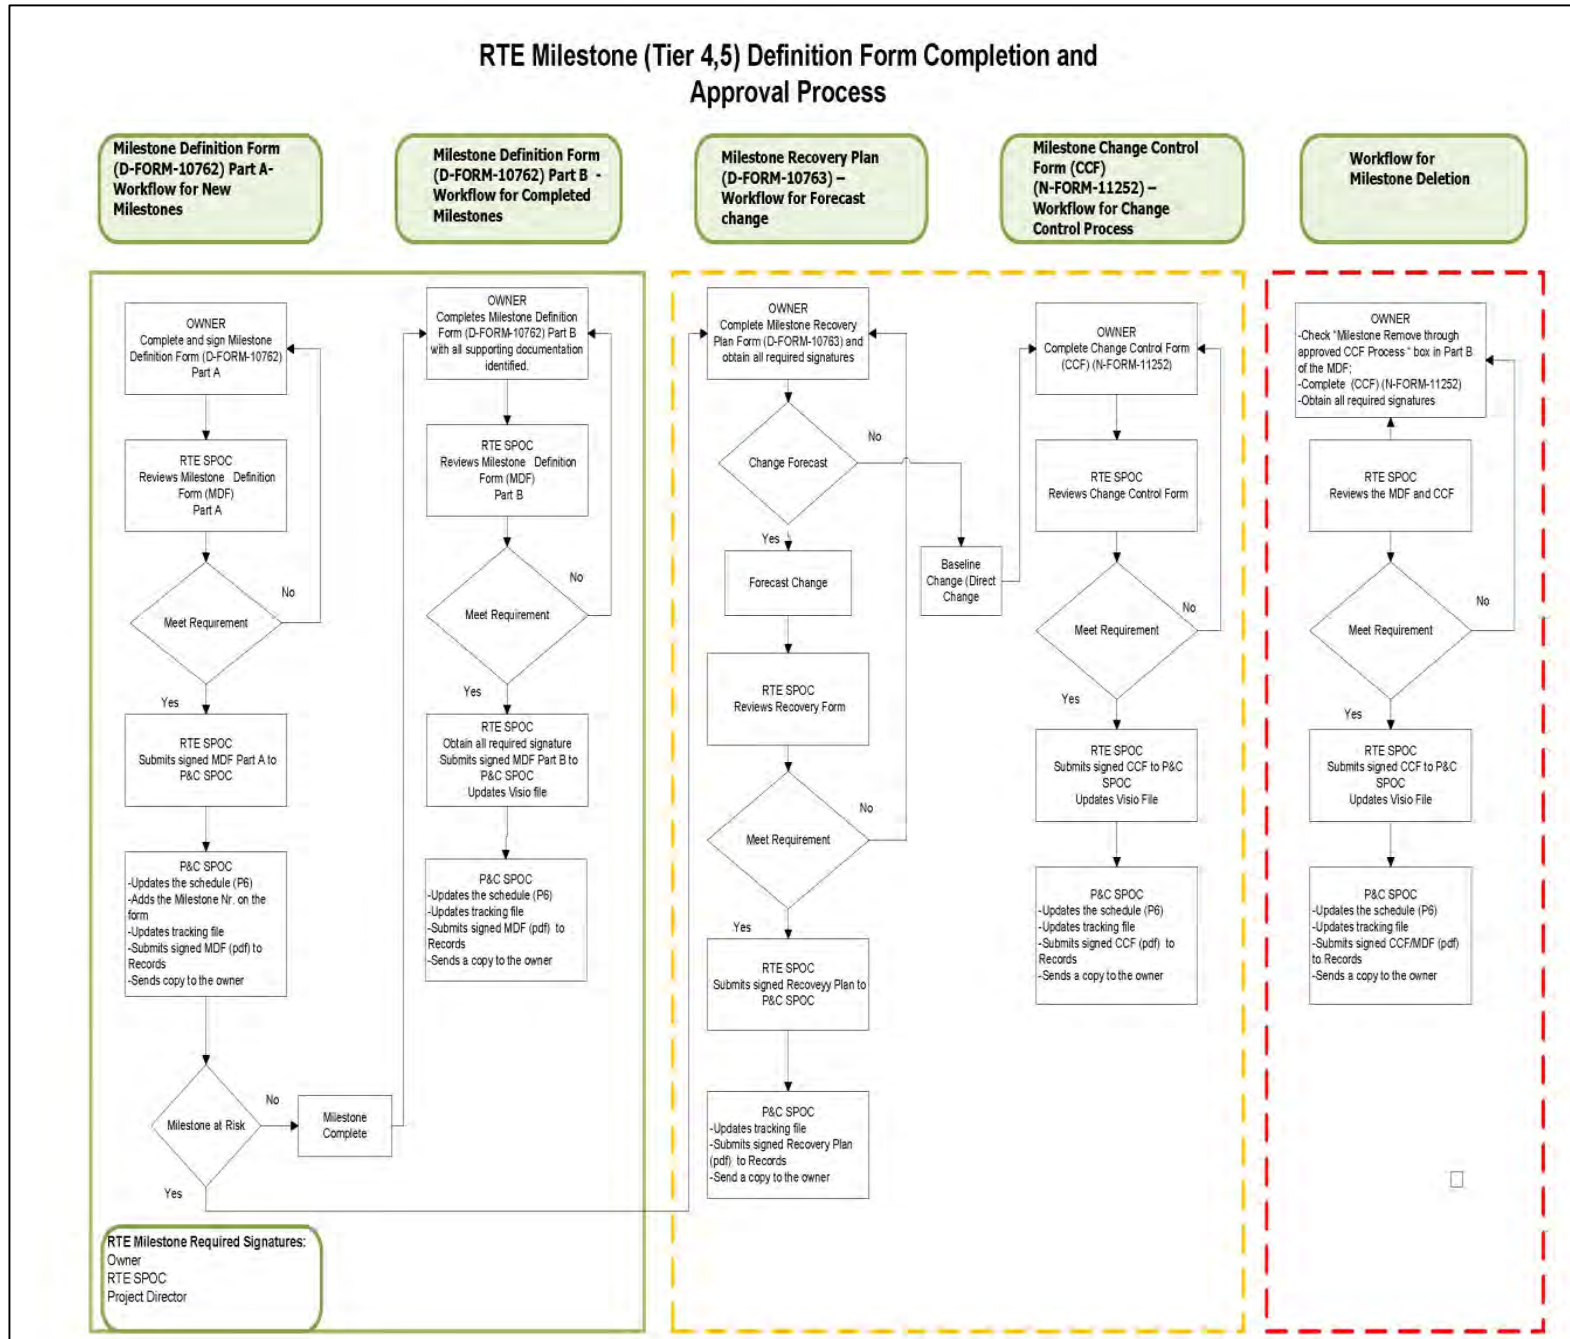 RTE Milestone (Tier 4,5) Definition Form Completion and
Approval Process
Milestone Definition Form
(D-FORM-10762) Part A-
Workflow for New
Milestones
Milestone Definition Form
(D-FORM-10762) Part B -
Workflow for Completed
Milestones
Milestone Recovery Plan
(D-FORM-10763) –
Workflow for Forecast
change
Milestone Change Control
Form (CCF)
(N-FORM-11252) –
Workflow for Change
Control Process
Workflow for
Milestone Deletion
OWNER
Complete and sign Milestone
Definition Form (D-FORM-10762)
Part A
RTE SPOC
Reviews Milestone Definition
Form (MDF)
Part A
Meet Requirement
No
Yes
RTE SPOC
Submits signed MDF Part A to
P&C SPOC
P&C SPOC
-Updates the schedule (P6)
-Adds the Milestone Nr. on the
form
-Updates tracking file
-Submits signed MDF (pdf) to
Records
-Sends copy to the owner
Milestone at Risk
No
Milestone
Complete
Yes
RTE Milestone Required Signatures:
Owner
RTE SPOC
Project Director
OWNER
Completes Milestone Definition
Form (D-FORM-10762) Part B
with all supporting documentation
identified.
RTE SPOC
Reviews Milestone Definition
Form (MDF)
Part B
Meet Requirement
No
Yes
RTE SPOC
Obtain all required signature
Submits signed MDF Part B to
P&C SPOC
Updates Visio file
P&C SPOC
-Updates the schedule (P6)
-Updates tracking file
-Submits signed MDF (pdf) to
Records
-Sends a copy to the owner
OWNER
Complete Milestone Recovery
Plan Form (D-FORM-10763) and
obtain all required signatures
Change Forecast
No
Yes
Forecast Change
Baseline
Change (Direct
Change
RTE SPOC
Reviews Recovery Form
Meet Requirement
No
Yes
RTE SPOC
Submits signed Recoveyy Plan to
P&C SPOC
P&C SPOC
-Updates tracking file
-Submits signed Recovery Plan
(pdf) to Records
-Send a copy to the owner
OWNER
Complete Change Control Form
(CCF) (N-FORM-11252)
RTE SPOC
Reviews Change Control Form
Meet Requirement
No
Yes
RTE SPOC
Submits signed CCF to P&C
SPOC
Updates Visio File
P&C SPOC
-Updates the schedule (P6)
-Updates tracking file
-Submits signed CCF (pdf) to
Records
-Sends a copy to the owner
OWNER
-Check "Milestone Remove through
approved CCF Process " box in Part B
of the MDF;
-Complete (CCF) (N-FORM-11252)
-Obtain all required signatures
RTE SPOC
Reviews the MDF and CCF
Meet Requirement
No
Yes
RTE SPOC
Submits signed CCF to P&C
SPOC
Updates Visio File
P&C SPOC
-Updates the schedule (P6)
-Updates tracking file
-Submits signed CCF/MDF (pdf)
to Records
-Sends a copy to the owner